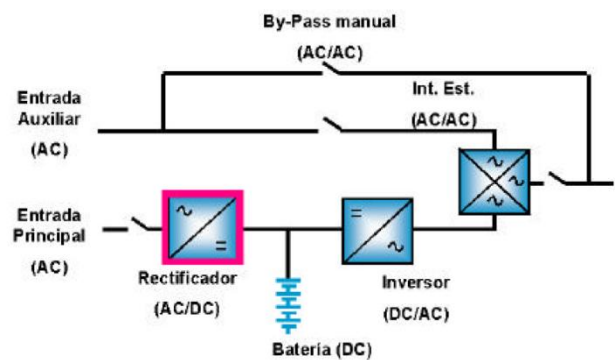 By-Pass manual
(AC/AC)
Entrada
Auxiliar
(AC)
Int. Est.
(AC/AC)
Entrada
Principal
(AC)
Rectificador
(AC/DC)
Inversor
(DC/AC)
Batería (DC)